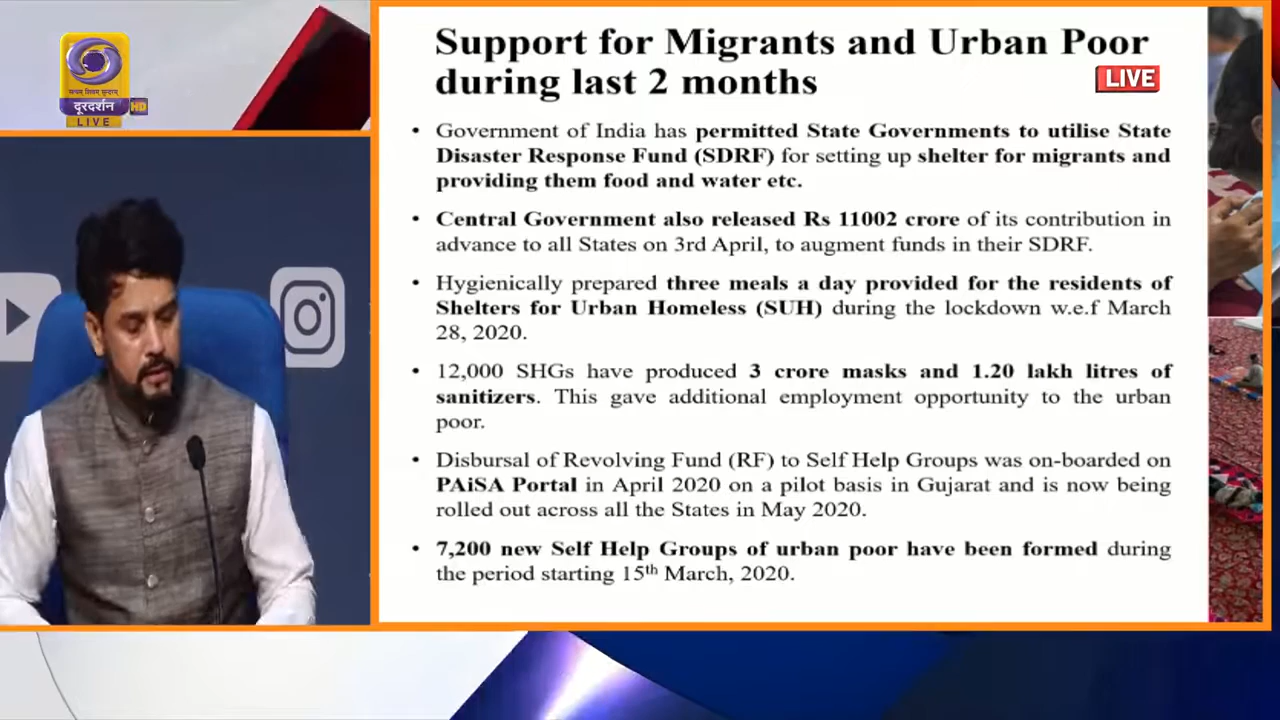 सत्यम् शिवम् सुन्दरम्
दूरदर्शन HD
LIVE
Support for Migrants and Urban Poor
during last 2 months
LIVE
• Government of India has permitted State Governments to utilise State
Disaster Response Fund (SDRF) for setting up shelter for migrants and
providing them food and water etc.
• Central Government also released Rs 11002 crore of its contribution in
advance to all States on 3rd April, to augment funds in their SDRF.
• Hygienically prepared three meals a day provided for the residents of
Shelters for Urban Homeless (SUH) during the lockdown w.e.f March
28, 2020.
• 12,000 SHGs have produced 3 crore masks and 1.20 lakh litres of
sanitizers. This gave additional employment opportunity to the urban
poor.
• Disbursal of Revolving Fund (RF) to Self Help Groups was on-boarded on
PAiSA Portal in April 2020 on a pilot basis in Gujarat and is now being
rolled out across all the States in May 2020.
• 7,200 new Self Help Groups of urban poor have been formed during
the period starting 15th March, 2020.